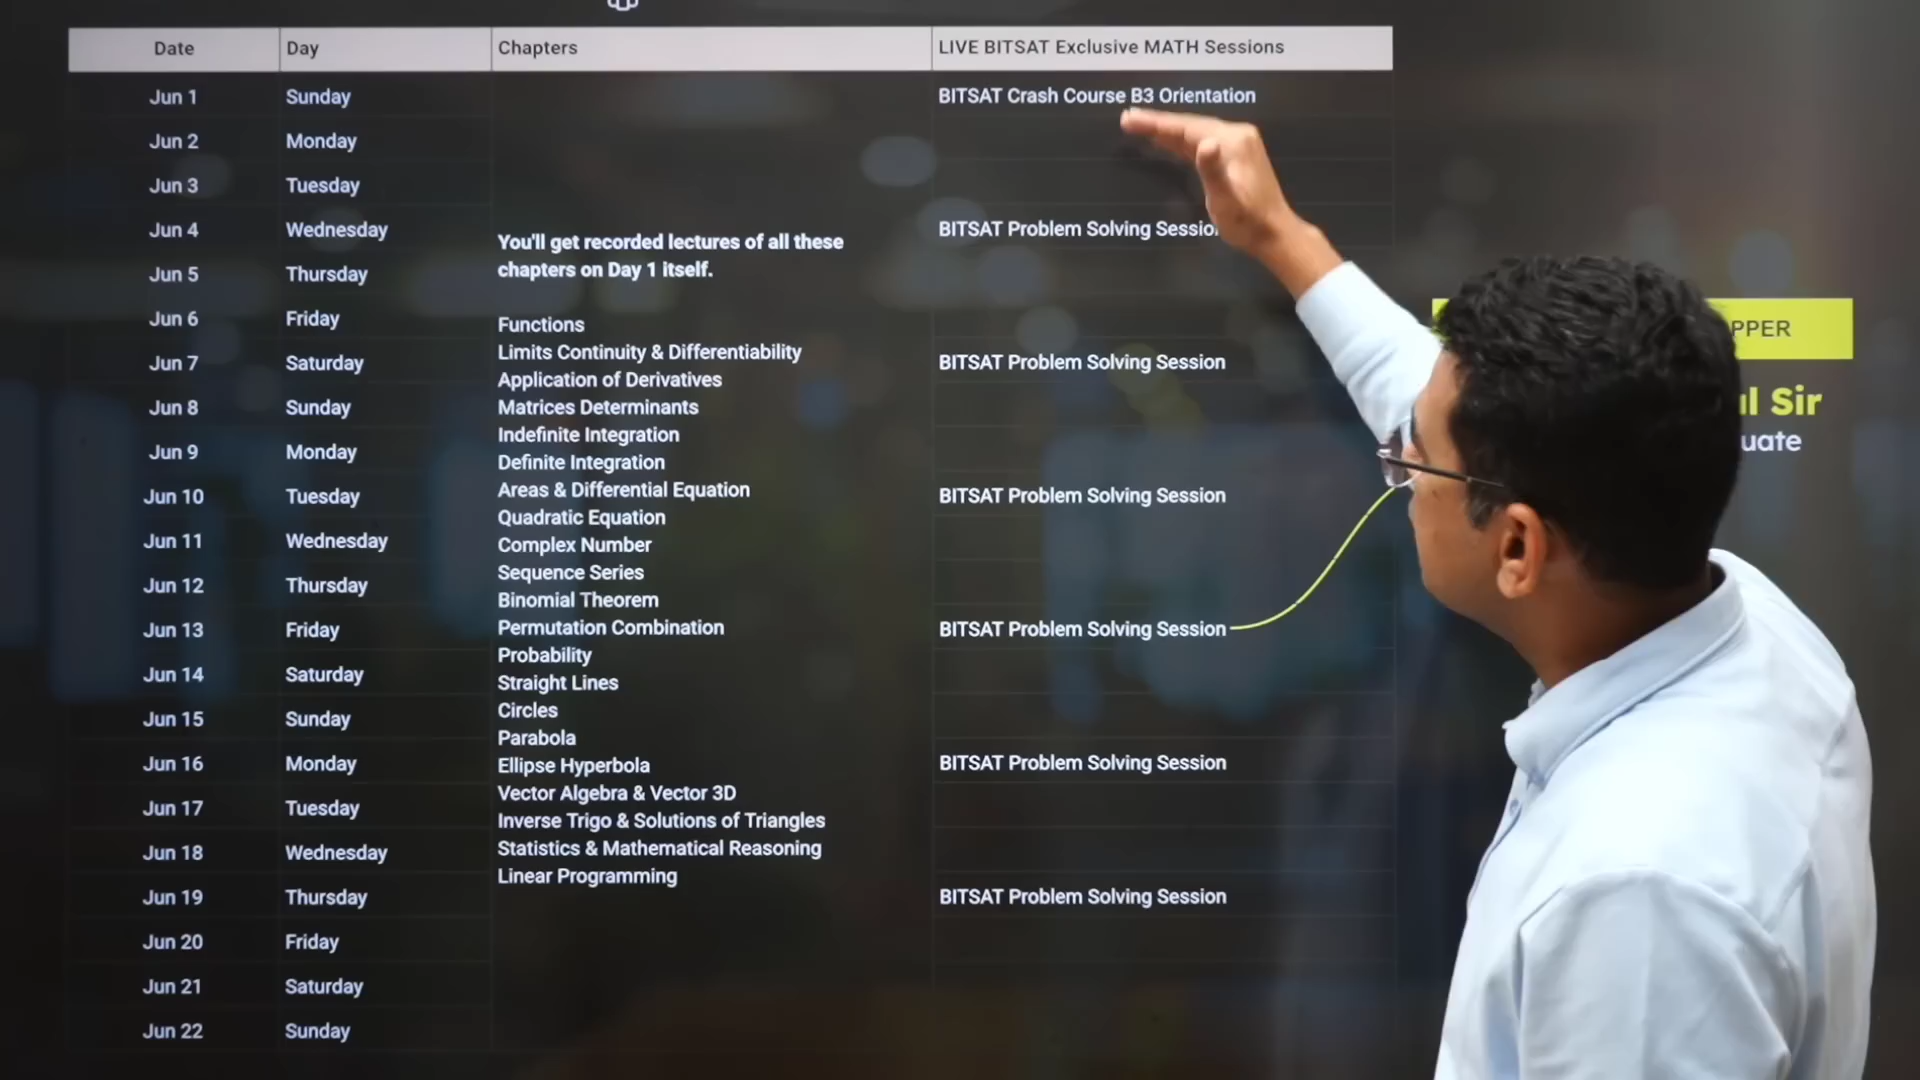 Date Day Chapters LIVE BITSAT Exclusive MATH Sessions
Jun 1 Sunday BITSAT Crash Course B3 Orientation
Jun 2 Monday
Jun 3 Tuesday
Jun 4 Wednesday BITSAT Problem Solving
Jun 5 Thursday
Jun 6 Friday
Jun 7 Saturday BITSAT Problem Solving Session
Jun 8 Sunday
Jun 9 Monday
Jun 10 Tuesday BITSAT Problem Solving Session
Jun 11 Wednesday
Jun 12 Thursday
Jun 13 Friday BITSAT Problem Solving Session
Jun 14 Saturday
Jun 15 Sunday
Jun 16 Monday BITSAT Problem Solving Session
Jun 17 Tuesday
Jun 18 Wednesday
Jun 19 Thursday BITSAT Problem Solving Session
Jun 20 Friday
Jun 21 Saturday
Jun 22 Sunday
You'll get recorded lectures of all these
chapters on Day 1 itself.
Functions
Limits Continuity & Differentiability
Application of Derivatives
Matrices Determinants
Indefinite Integration
Definite Integration
Areas & Differential Equation
Quadratic Equation
Complex Number
Sequence Series
Binomial Theorem
Permutation Combination
Probability
Straight Lines
Circles
Parabola
Ellipse Hyperbola
Vector Algebra & Vector 3D
Inverse Trigo & Solutions of Triangles
Statistics & Mathematical Reasoning
Linear Programming
Sir